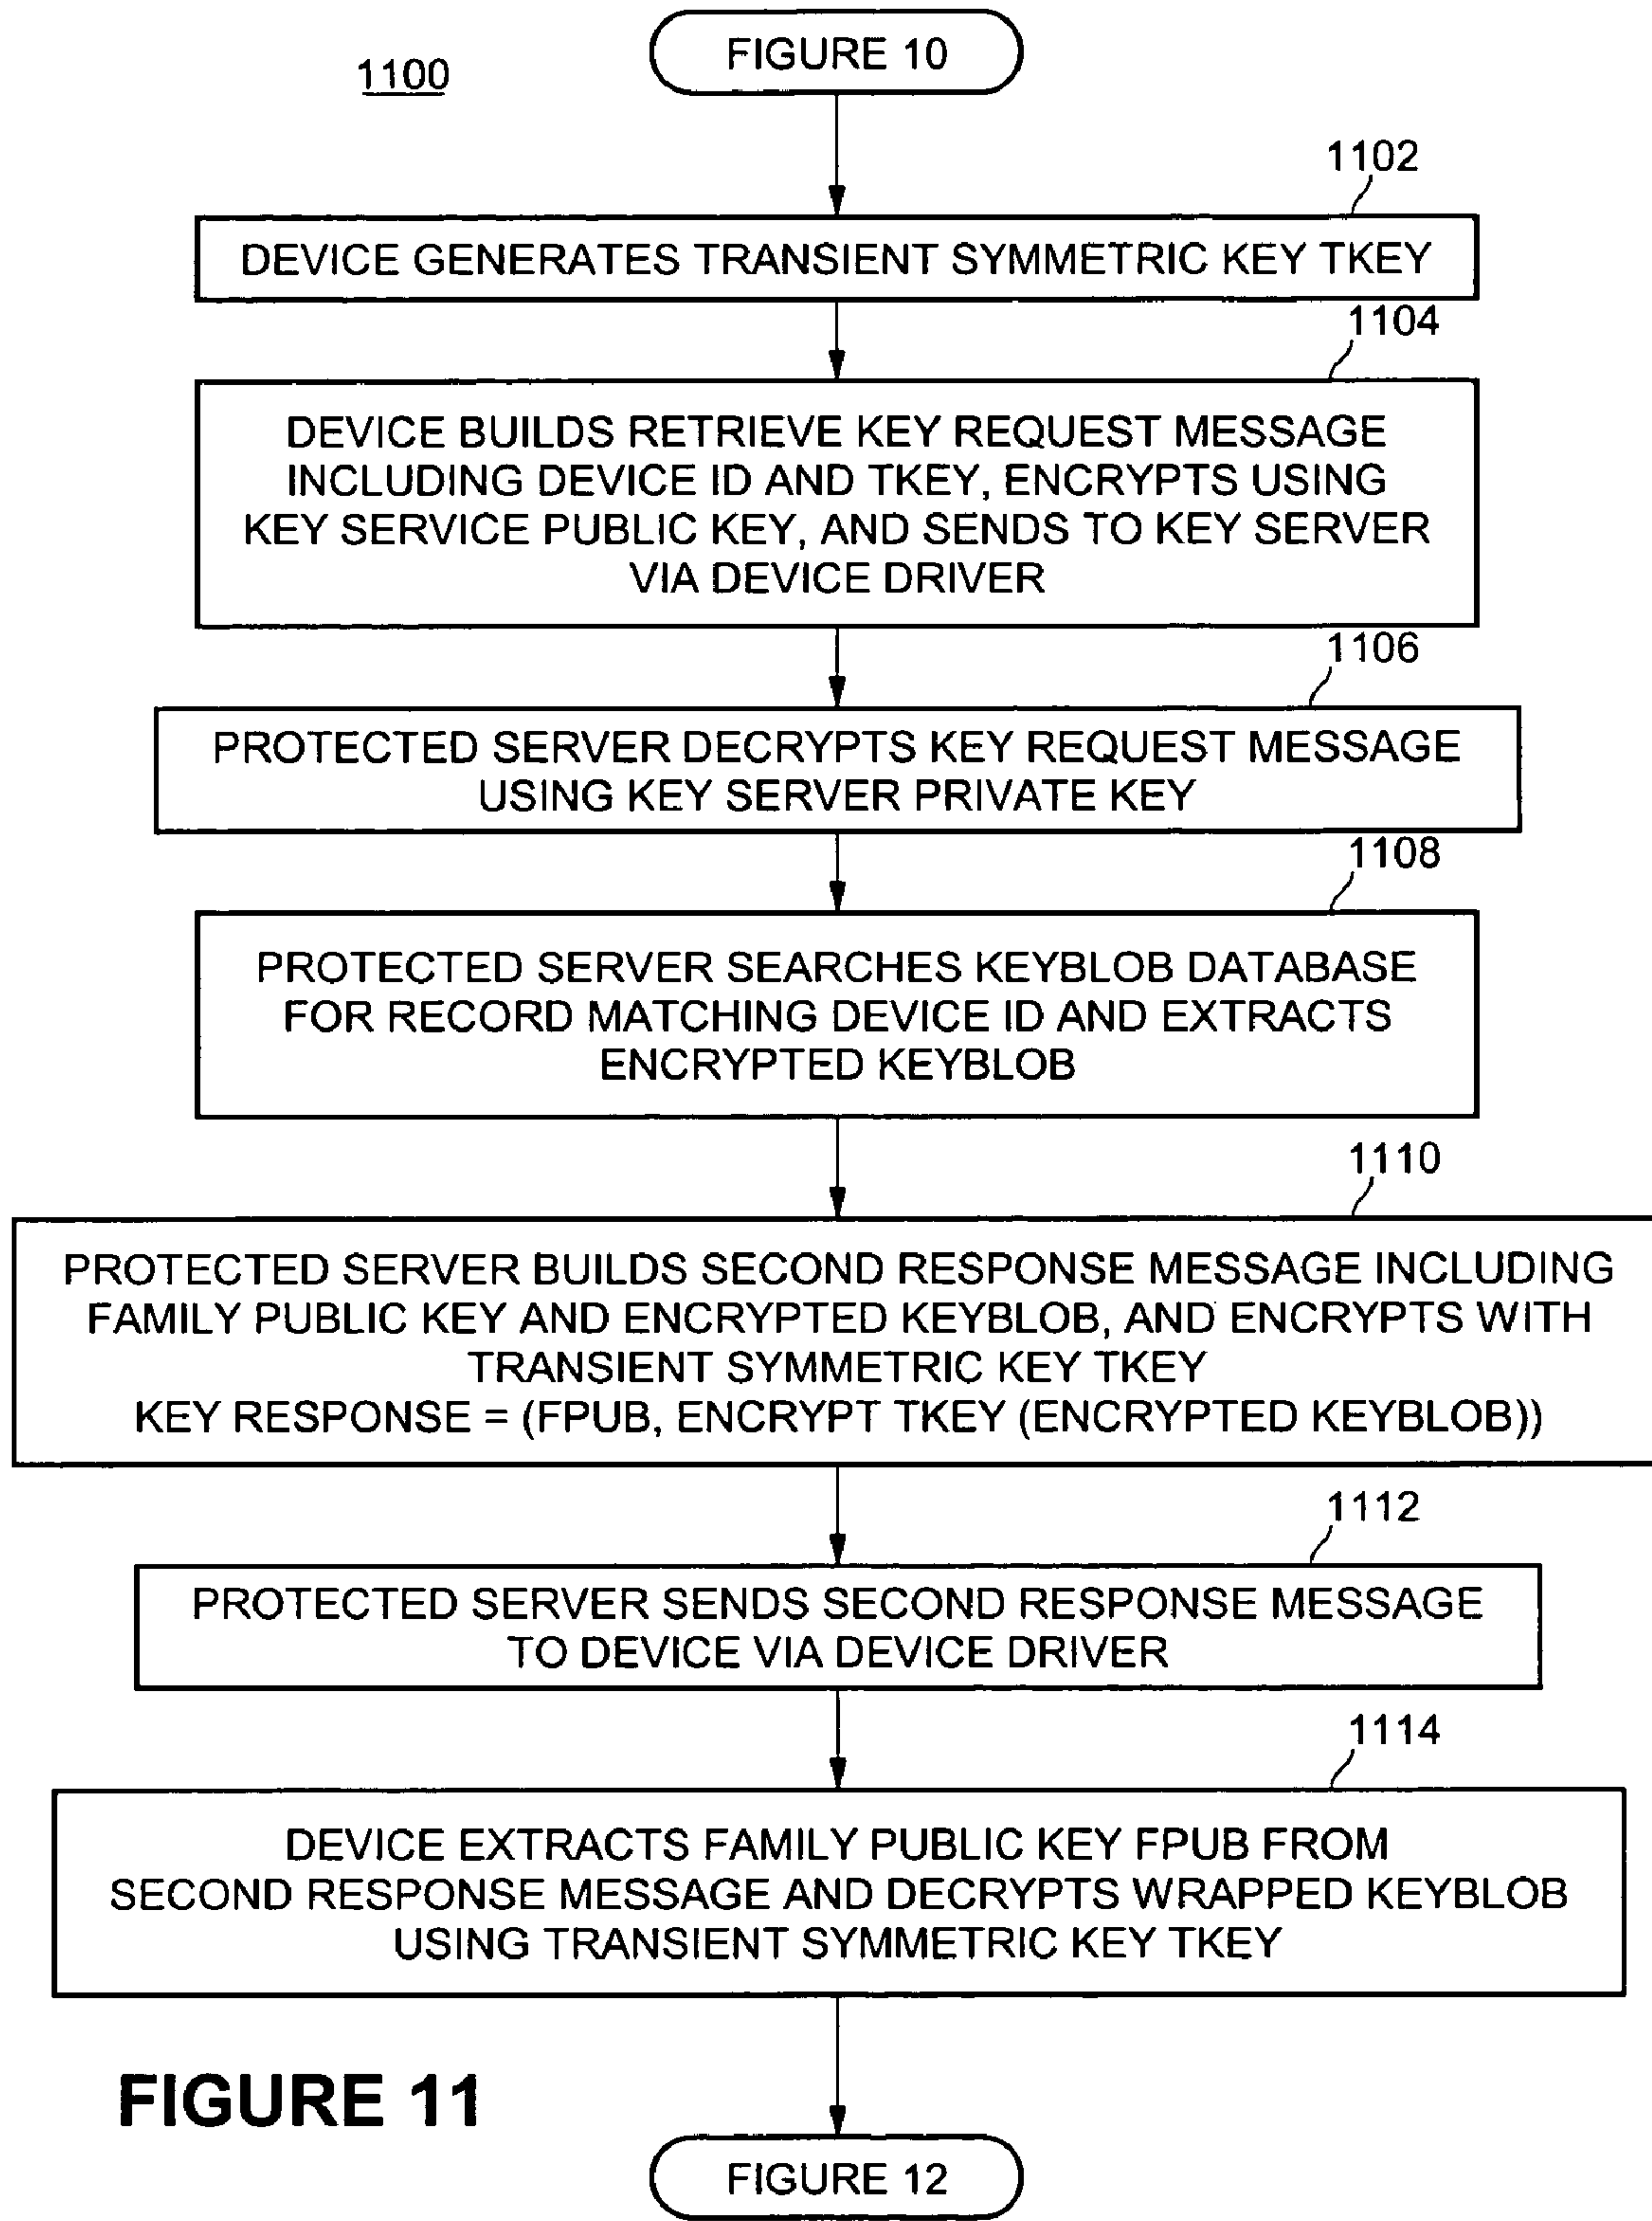 FIGURE 10
1100
1102
DEVICE GENERATES TRANSIENT SYMMETRIC KEY TKEY
1104
DEVICE BUILDS RETRIEVE KEY REQUEST MESSAGE
INCLUDING DEVICE ID AND TKEY, ENCRYPTS USING
KEY SERVICE PUBLIC KEY, AND SENDS TO KEY SERVER
VIA DEVICE DRIVER
1106
PROTECTED SERVER DECRYPTS KEY REQUEST MESSAGE
USING KEY SERVER PRIVATE KEY
1108
PROTECTED SERVER SEARCHES KEYBLOB DATABASE
FOR RECORD MATCHING DEVICE ID AND EXTRACTS
ENCRYPTED KEYBLOB
1110
PROTECTED SERVER BUILDS SECOND RESPONSE MESSAGE INCLUDING
FAMILY PUBLIC KEY AND ENCRYPTED KEYBLOB, AND ENCRYPTS WITH
TRANSIENT SYMMETRIC KEY TKEY
KEY RESPONSE = (FPUB, ENCRYPT TKEY (ENCRYPTED KEYBLOB))
1112
PROTECTED SERVER SENDS SECOND RESPONSE MESSAGE
TO DEVICE VIA DEVICE DRIVER
1114
DEVICE EXTRACTS FAMILY PUBLIC KEY FPUB FROM
SECOND RESPONSE MESSAGE AND DECRYPTS WRAPPED KEYBLOB
USING TRANSIENT SYMMETRIC KEY TKEY
FIGURE 11
FIGURE 12